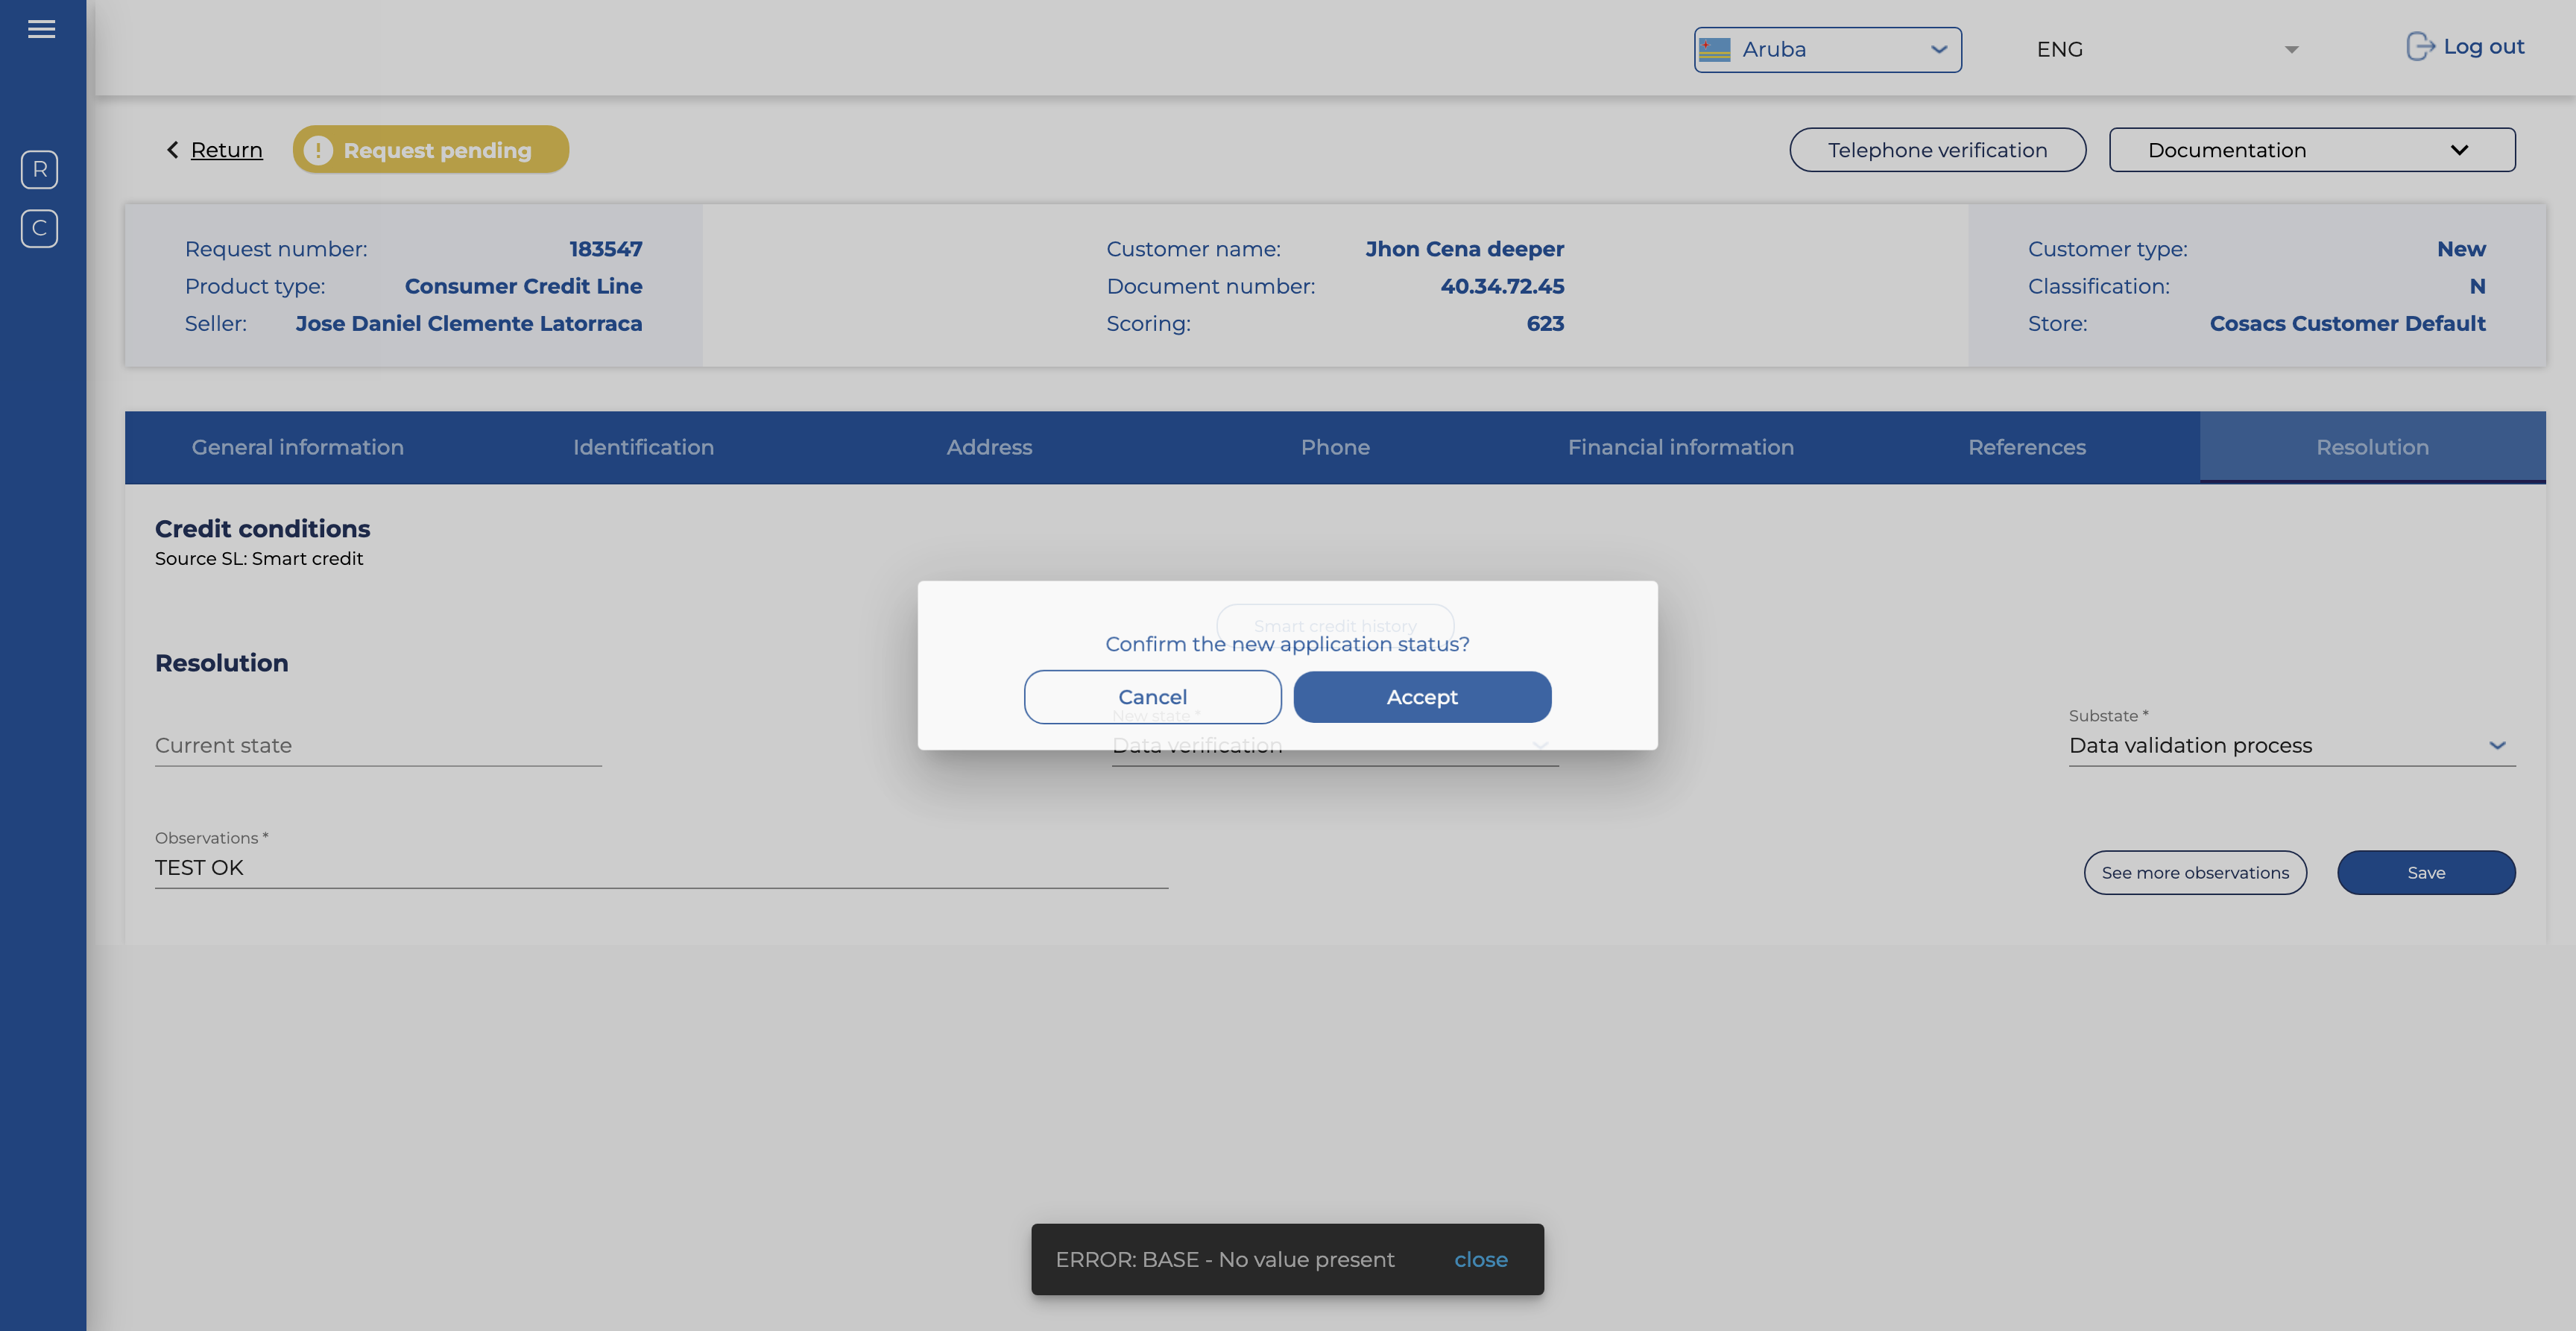 Aruba
ENG
Log out
R
C
Return
Request pending
Telephone verification
Documentation
Request number: 183547
Product type: Consumer Credit Line
Seller: Jose Daniel Clemente Latorraca
Customer name: Jhon Cena deeper
Document number: 40.34.72.45
Scoring: 623
Customer type: New
Classification: N
Store: Cosacs Customer Default
General information
Identification
Address
Phone
Financial information
References
Resolution
Credit conditions
Source SL: Smart credit
Smart credit history
Confirm the new application status?
Cancel
Accept
Resolution
Current state
New state *
Data verification
Substate *
Data validation process
Observations *
TEST OK
See more observations
Save
ERROR: BASE - No value present
close